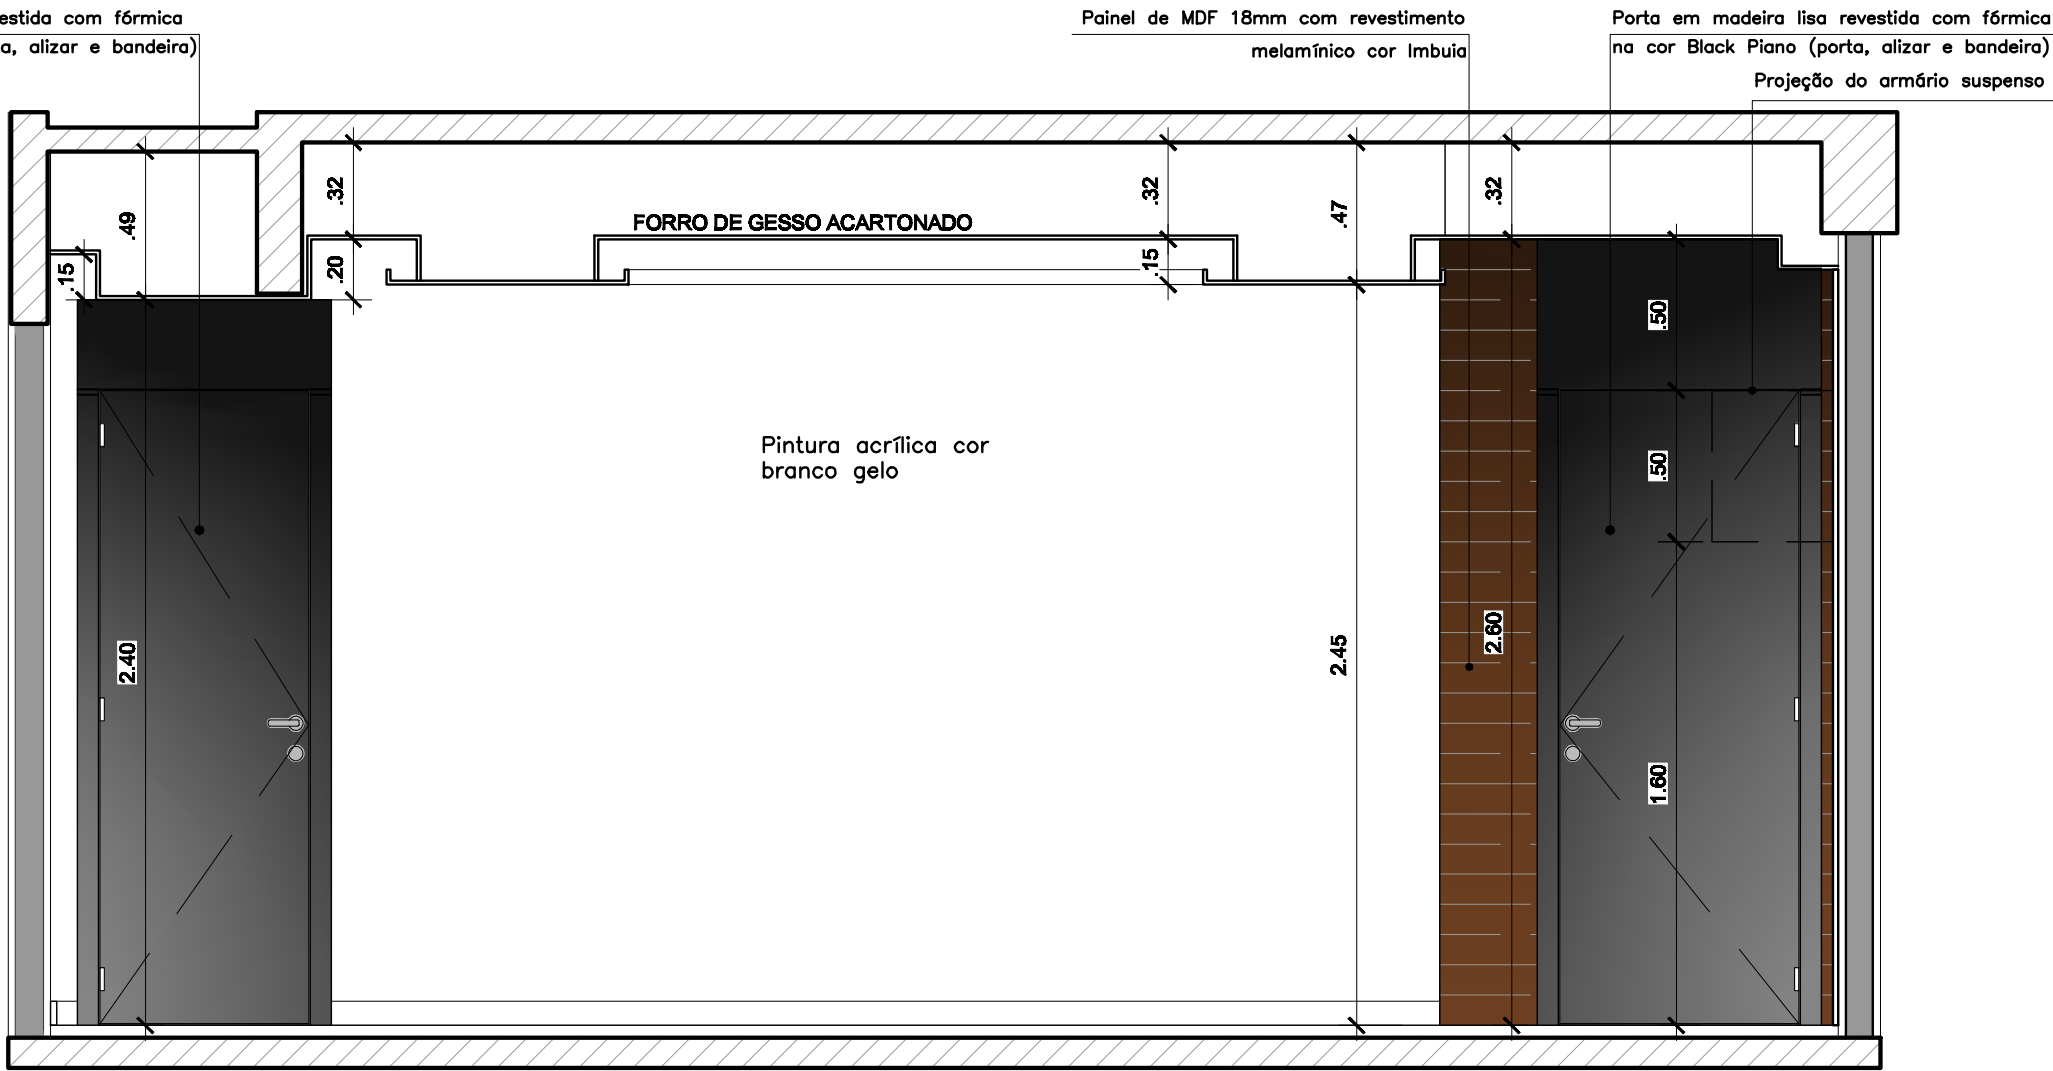 estida com fórmica
a, alizar e bandeira)
Painel de MDF 18mm com revestimento
melamínico cor Imbuia
Porta em madeira lisa revestida com fórmica
na cor Black Piano (porta, alizar e bandeira)
Projeção do armário suspenso
.49
.15
.32
.20
FORRO DE GESSO ACARTONADO
.32
.15
.47
.32
.50
.50
Pintura acrílica cor
branco gelo
2.40
2.45
2.60
1.60